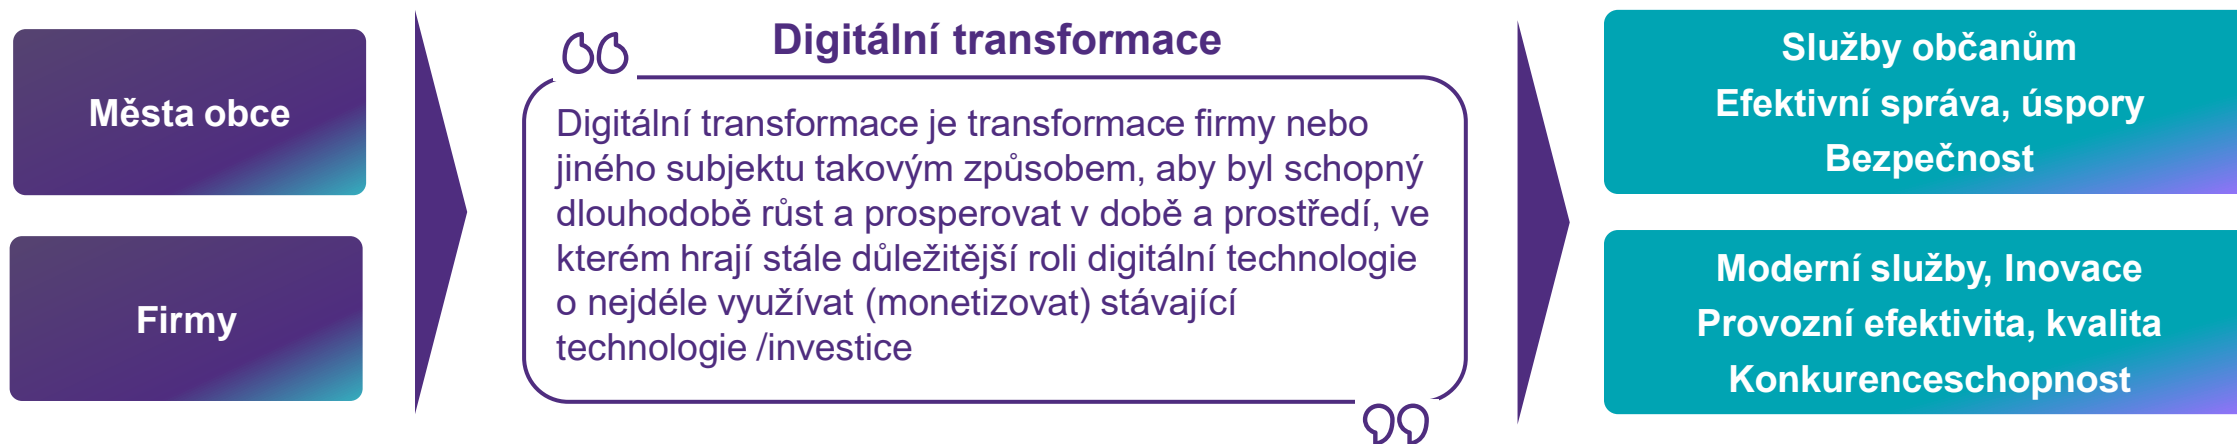 Města obce
Firmy
Digitální transformace
Digitální transformace je transformace firmy nebo
jiného subjektu takovým způsobem, aby byl schopný
dlouhodobě růst a prosperovat v době a prostředí, ve
kterém hrají stále důležitější roli digitální technologie
o nejdéle využívat (monetizovat) stávající
technologie /investice
Služby občanům
Efektivní správa, úspory
Bezpečnost
Moderní služby, Inovace
Provozní efektivita, kvalita
Konkurenceschopnost